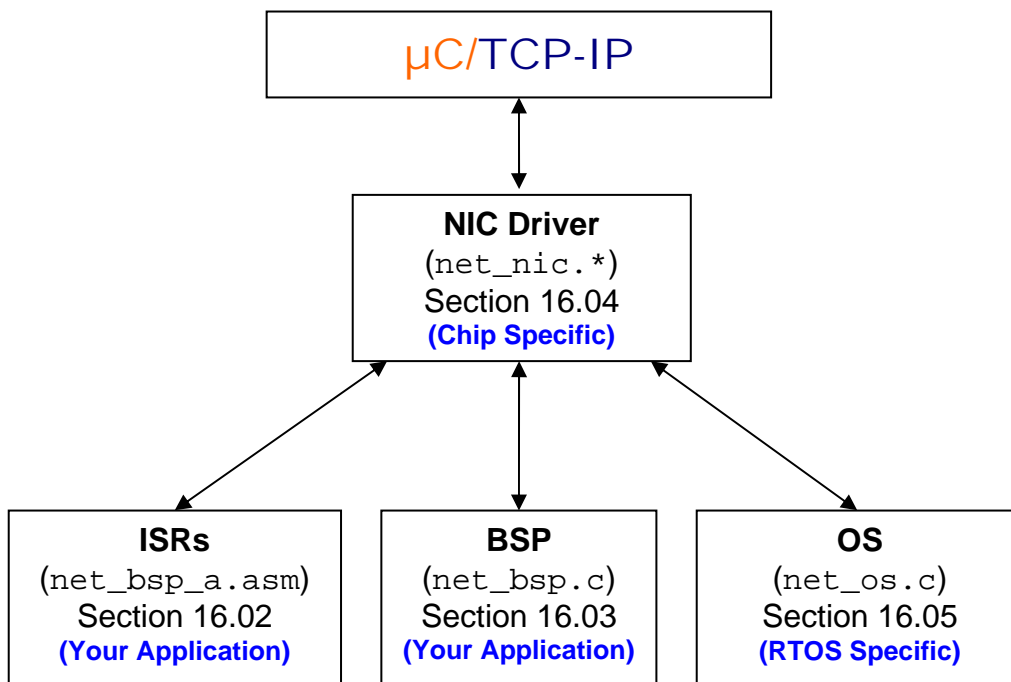 µC/TCP-IP
NIC Driver
(net_nic.*)
Section 16.04
(Chip Specific)
ISRs
(net_bsp_a.asm)
Section 16.02
(Your Application)
BSP
(net_bsp.c)
Section 16.03
(Your Application)
OS
(net_os.c)
Section 16.05
(RTOS Specific)